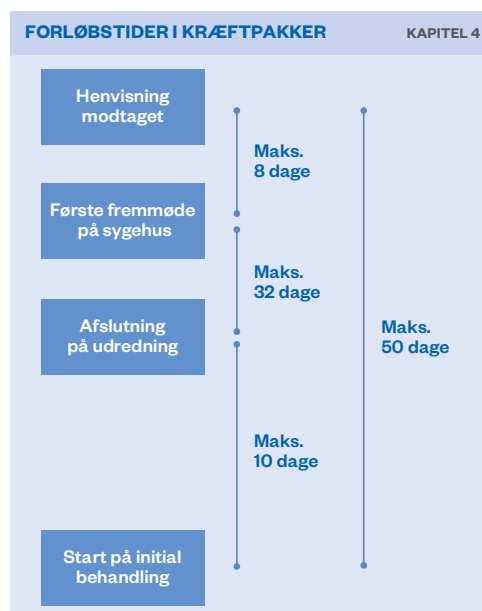 FORLØBSTIDER I KRÆFTPAKKER
KAPITEL 4
Henvisning
modtaget
Maks.
8 dage
Første fremmøde
på sygehus
Maks.
32 dage
Afslutning
på udredning
Maks.
50 dage
Maks.
10 dage
Start på initial
behandling